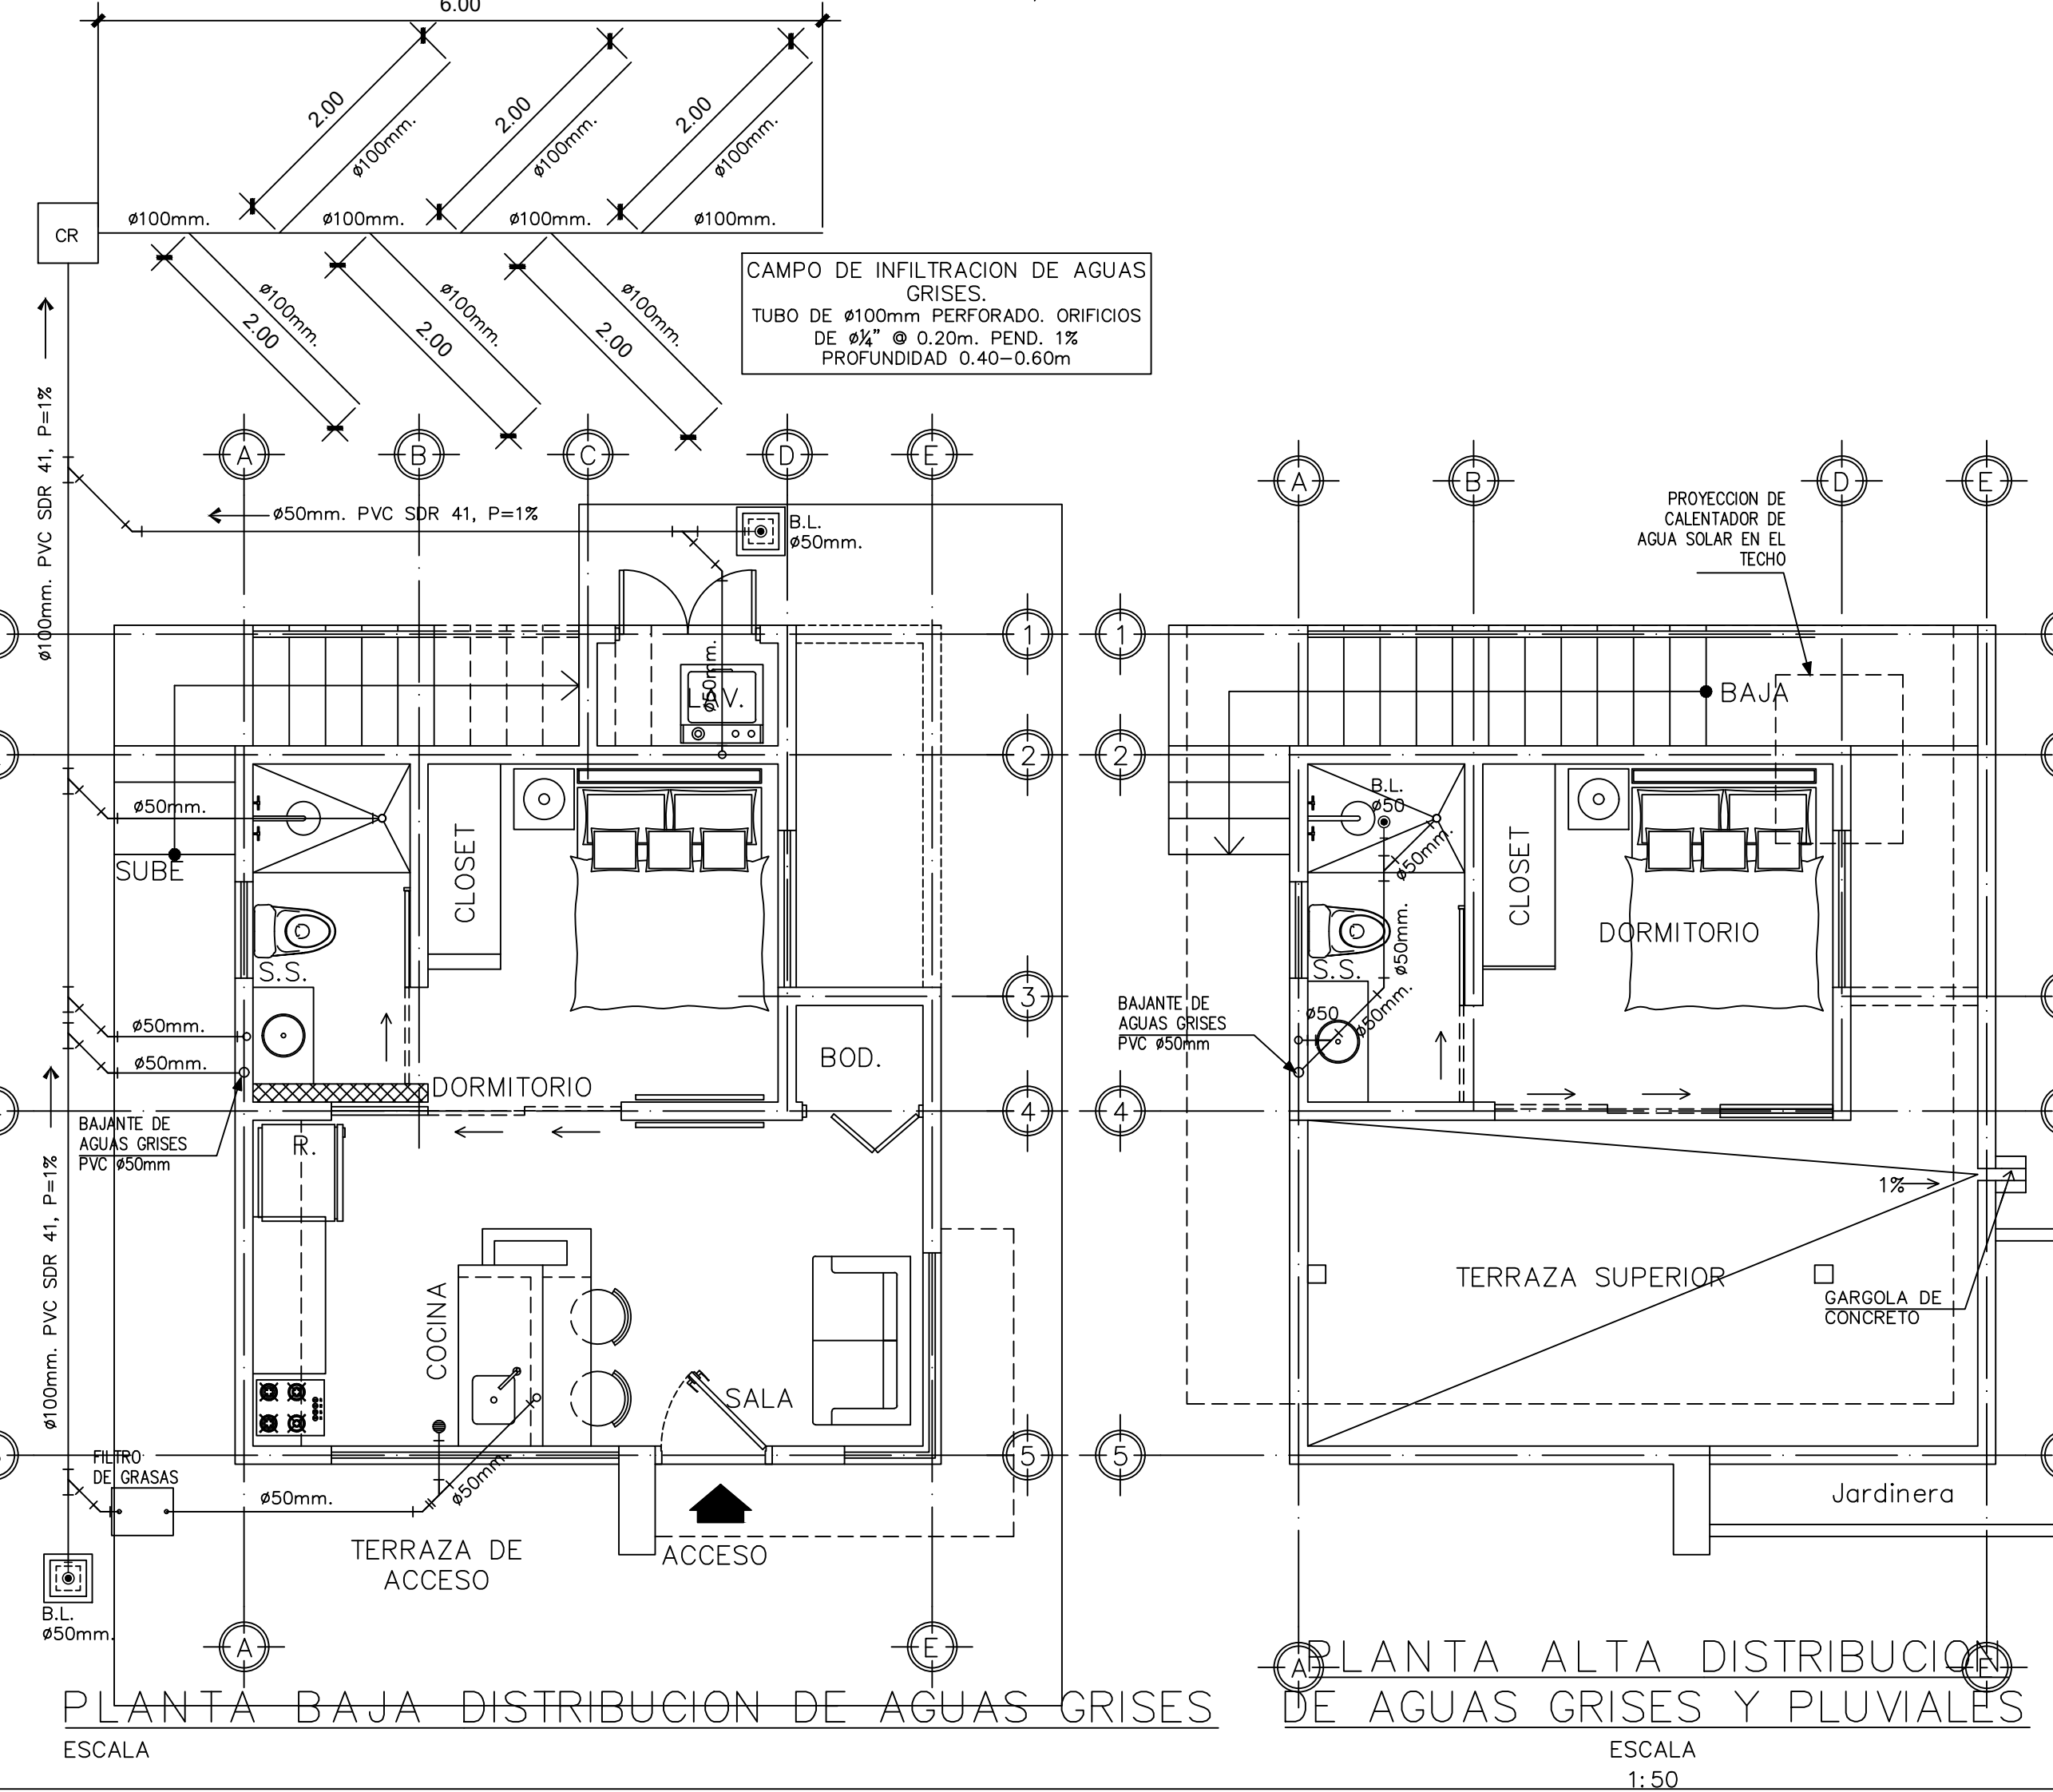 6.00
2.00
2.00
2.00
ø100mm.
ø100mm.
ø100mm.
CR
ø100mm.
ø100mm.
ø100mm.
ø100mm.
ø100mm.
ø100mm.
ø100mm.
2.00
2.00
2.00
CAMPO DE INFILTRACION DE AGUAS
GRISES.
TUBO DE ø100mm PERFORADO. ORIFICIOS
DE ø¼" @ 0.20m. PEND. 1%
PROFUNDIDAD 0.40-0.60m
ø100mm. PVC SDR 41, P=1%
A
B
C
D
E
ø50mm. PVC SDR 41, P=1%
B.L.
ø50mm.
1
2
3
4
5
LAV.
ø50mm.
SUBE
ø50mm.
CLOSET
S.S.
ø50mm.
ø50mm.
DORMITORIO
BOD.
BAJANTE DE
AGUAS GRISES
PVC ø50mm
R.
ø100mm. PVC SDR 41, P=1%
COCINA
SALA
FILTRO
DE GRASAS
ø50mm.
ø50mm.
TERRAZA DE
ACCESO
ACCESO
B.L.
ø50mm.
A
E
PLANTA BAJA DISTRIBUCION DE AGUAS GRISES
ESCALA
A
B
D
E
PROYECCION DE
CALENTADOR DE
AGUA SOLAR EN EL
TECHO
1
2
4
5
BAJA
B.L.
ø50
ø50mm.
CLOSET
DORMITORIO
S.S.
ø50mm.
ø50
ø50mm.
BAJANTE DE
AGUAS GRISES
PVC ø50mm
1%
TERRAZA SUPERIOR
GARGOLA DE
CONCRETO
Jardinera
A
E
PLANTA ALTA DISTRIBUCION
DE AGUAS GRISES Y PLUVIALES
ESCALA
1:50